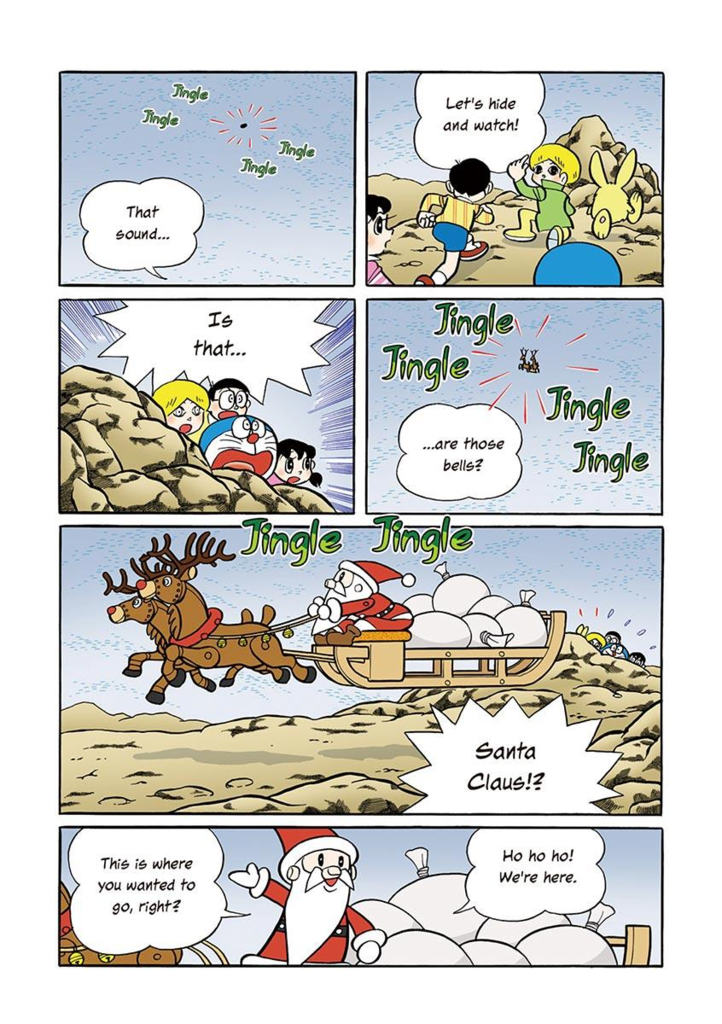 Jingle
Jingle
Jingle
Jingle
That
sound...
Let's hide
and watch!
Is
that...
Jingle
Jingle
Jingle
Jingle
...are those
bells?
Jingle Jingle
Santa
Claus!?
This is where
you wanted to
go, right?
Ho ho ho!
We're here.